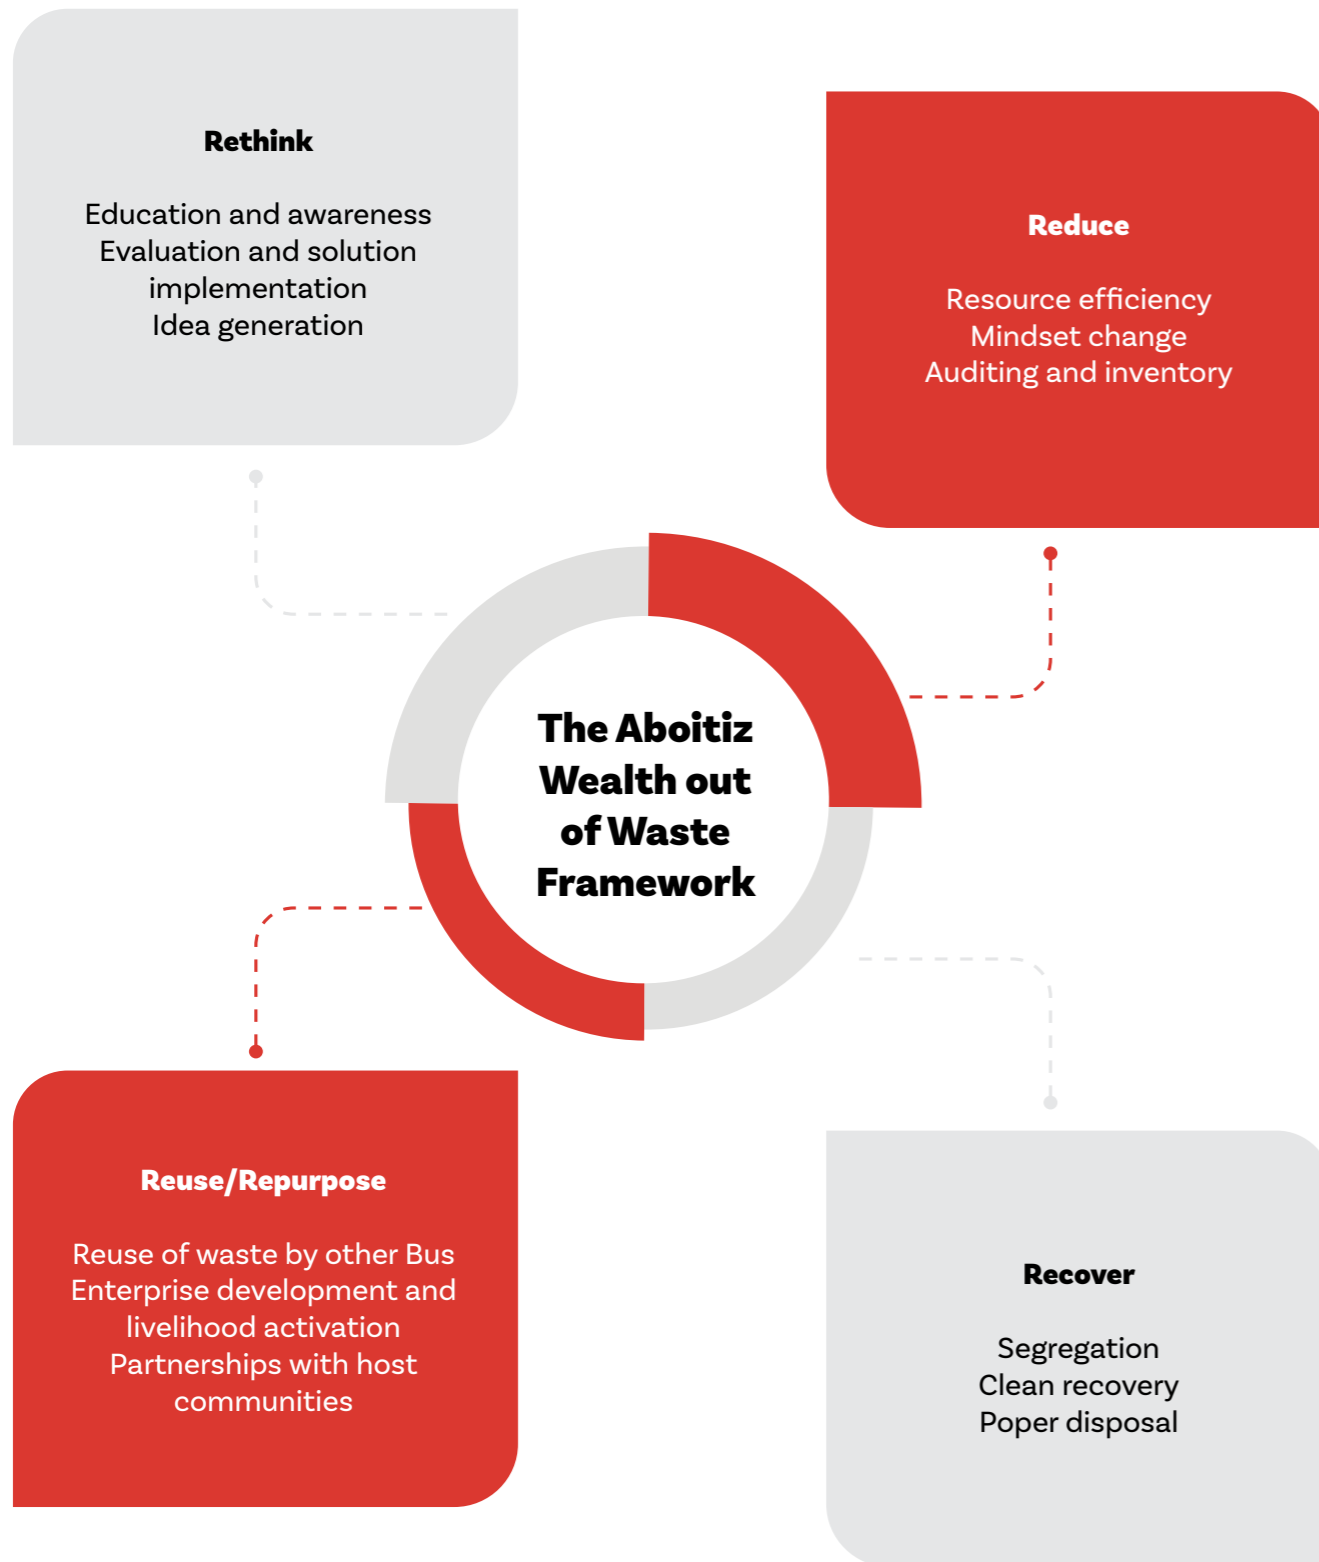 Rethink
Education and awareness
Evaluation and solution
implementation
Idea generation
Reduce
Resource efficiency
Mindset change
Auditing and inventory
The Aboitiz
Wealth out
of Waste
Framework
Reuse/Repurpose
Reuse of waste by other Bus
Enterprise development and
livelihood activation
Partnerships with host
communities
Recover
Segregation
Clean recovery
Poper disposal